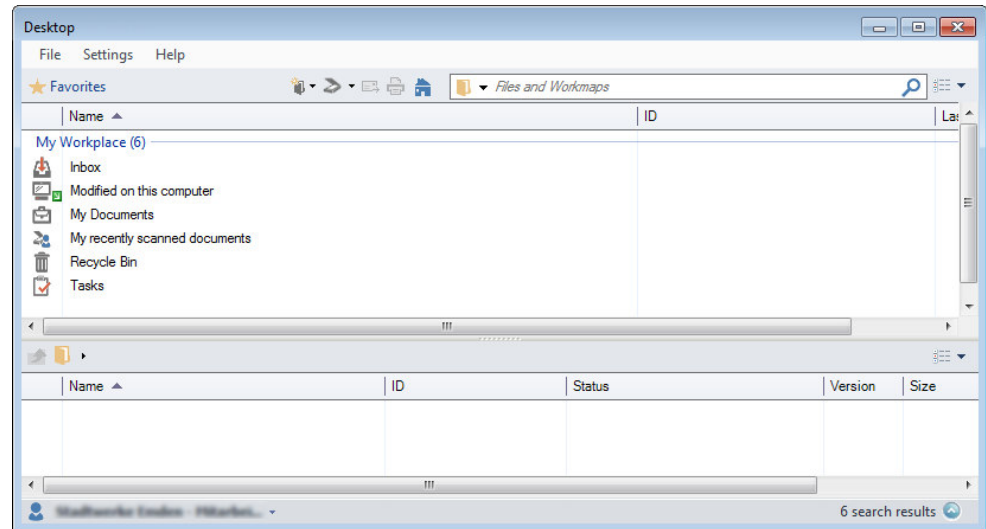 Desktop
File Settings Help
Favorites Files and Workmaps
Name ID Las
My Workplace (6)
Inbox
Modified on this computer
My Documents
My recently scanned documents
Recycle Bin
Tasks
Name ID Status Version Size
6 search results